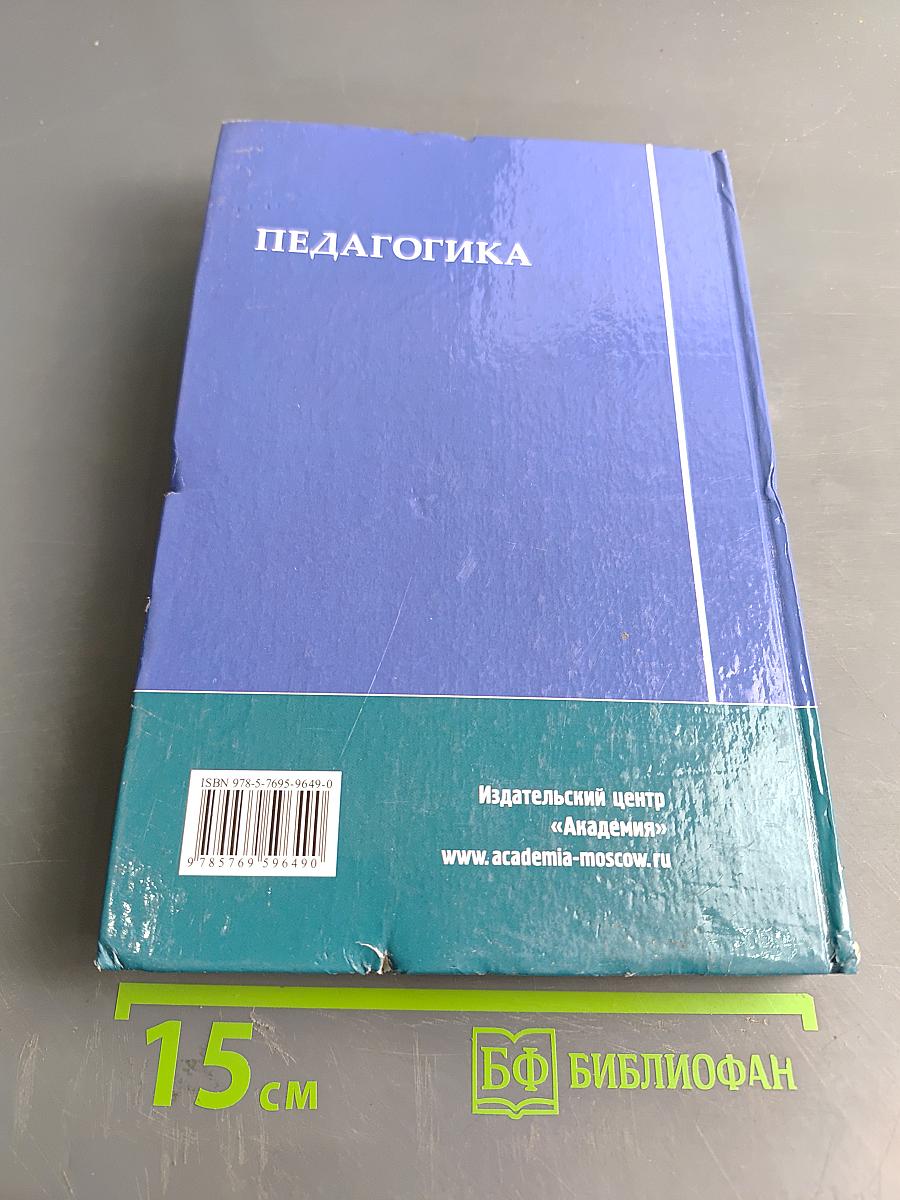 ПЕДАГОГИКА
ISBN 978-5-7695-9649-0
9 785769 596490
Издательский центр
«Академия»
www.academia-moscow.ru
15 см
БФ БИБЛИОФАН